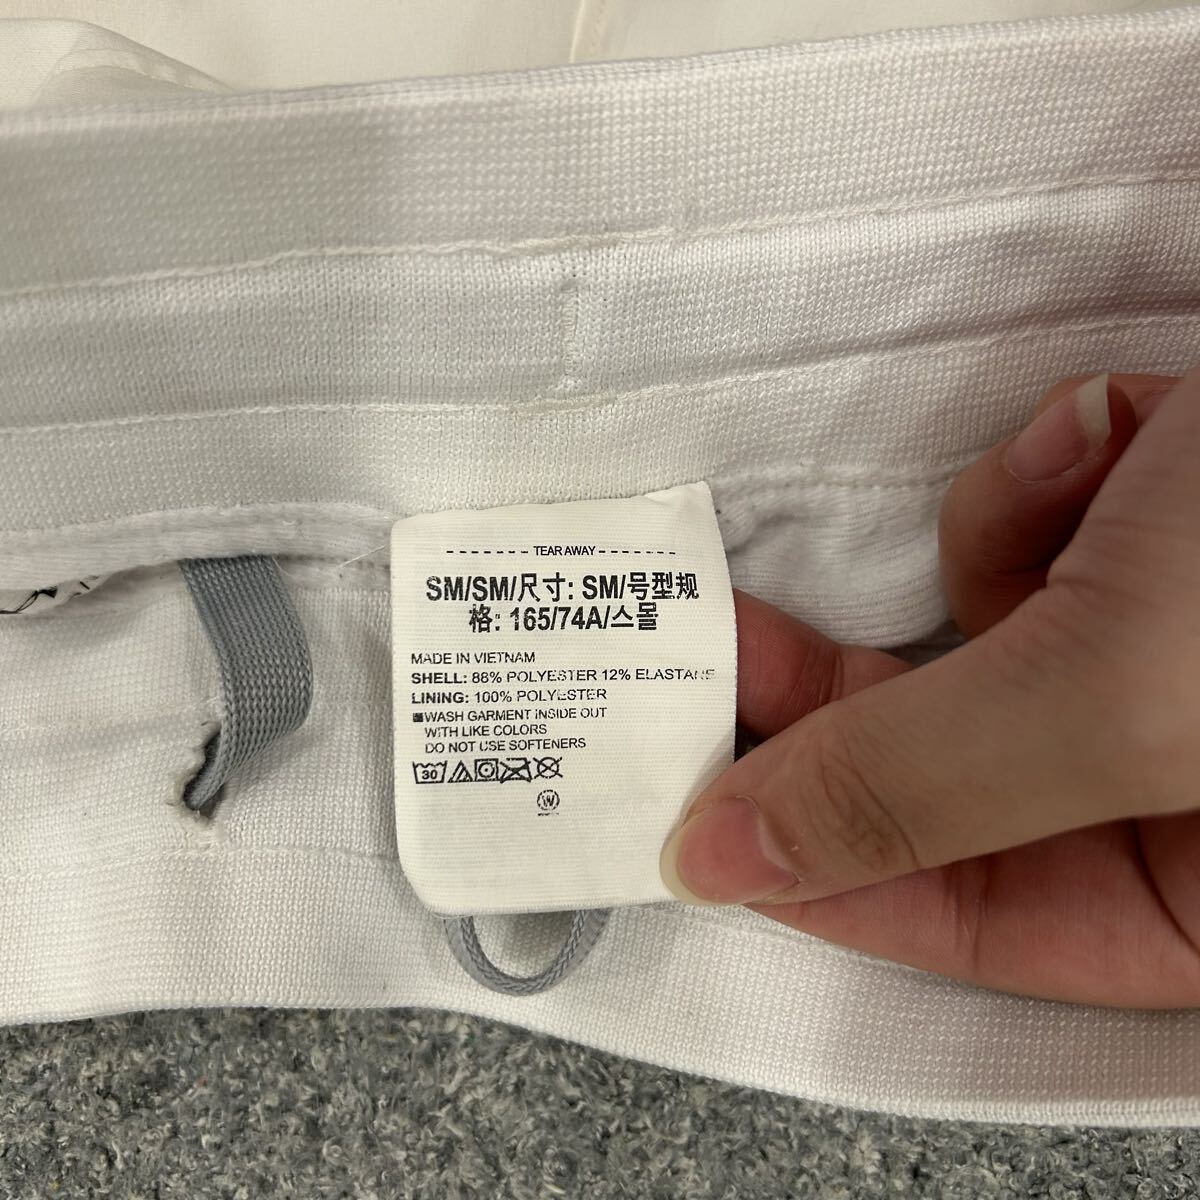 TEAR AWAY
SM/SM/尺寸: SM/号型规
格: 165/74A/스몰
MADE IN VIETNAM
SHELL: 88% POLYESTER 12% ELASTANE
LINING: 100% POLYESTER
WASH GARMENT INSIDE OUT
WITH LIKE COLORS
DO NOT USE SOFTENERS
30
W